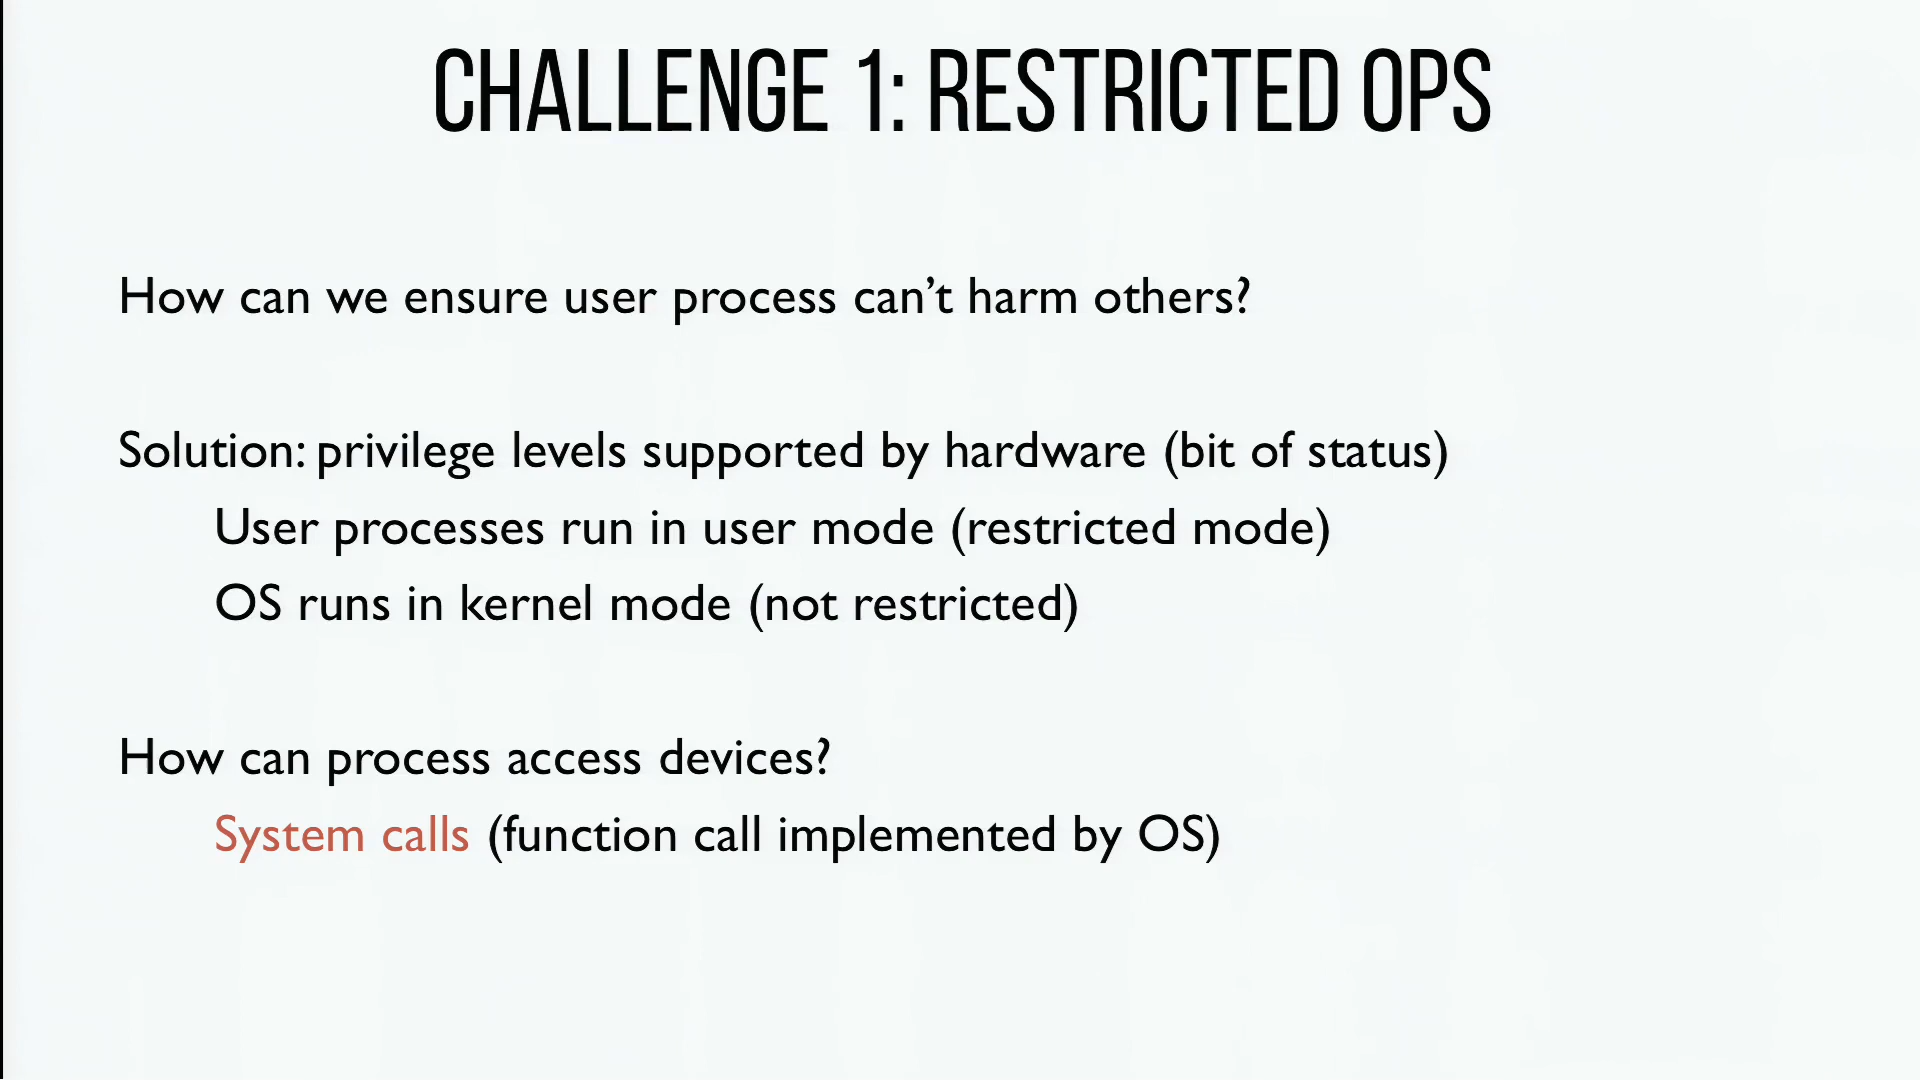 CHALLENGE 1: RESTRICTED OPS
How can we ensure user process can’t harm others?
Solution: privilege levels supported by hardware (bit of status)
User processes run in user mode (restricted mode)
OS runs in kernel mode (not restricted)
How can process access devices?
System calls (function call implemented by OS)